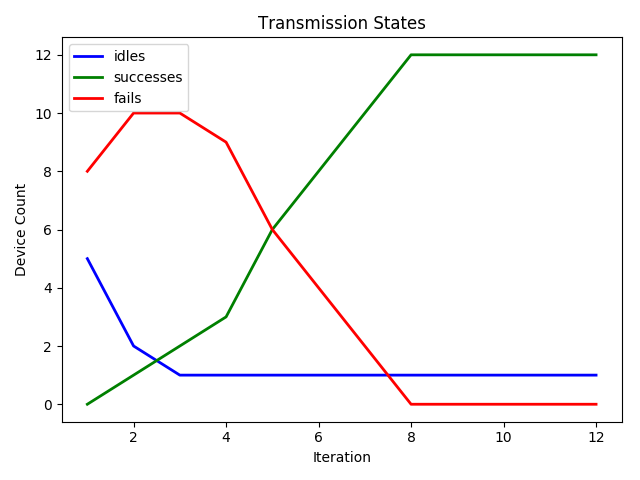 Transmission States
idles
successes
fails
Device Count
12
10
8
6
4
2
0
2 4 6 8 10 12
Iteration